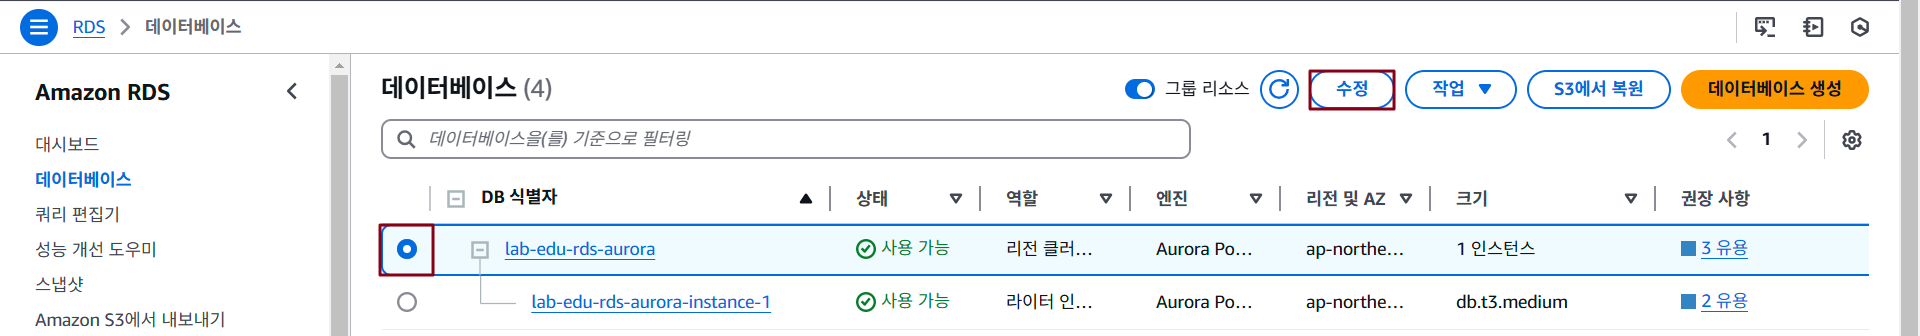 RDS > 데이터베이스
Amazon RDS
대시보드
데이터베이스
쿼리 편집기
성능 개선 도우미
스냅샷
Amazon S3에서 내보내기
데이터베이스 (4)
그룹 리소스
수정
작업
S3에서 복원
데이터베이스 생성
데이터베이스을(를) 기준으로 필터링
1
DB 식별자 상태 역할 엔진 리전 및 AZ 크기 권장 사항
lab-edu-rds-aurora 사용 가능 리전 클러... Aurora Po... ap-northe... 1 인스턴스 3 유용
lab-edu-rds-aurora-instance-1 사용 가능 라이터 인... Aurora Po... ap-northe... db.t3.medium 2 유용